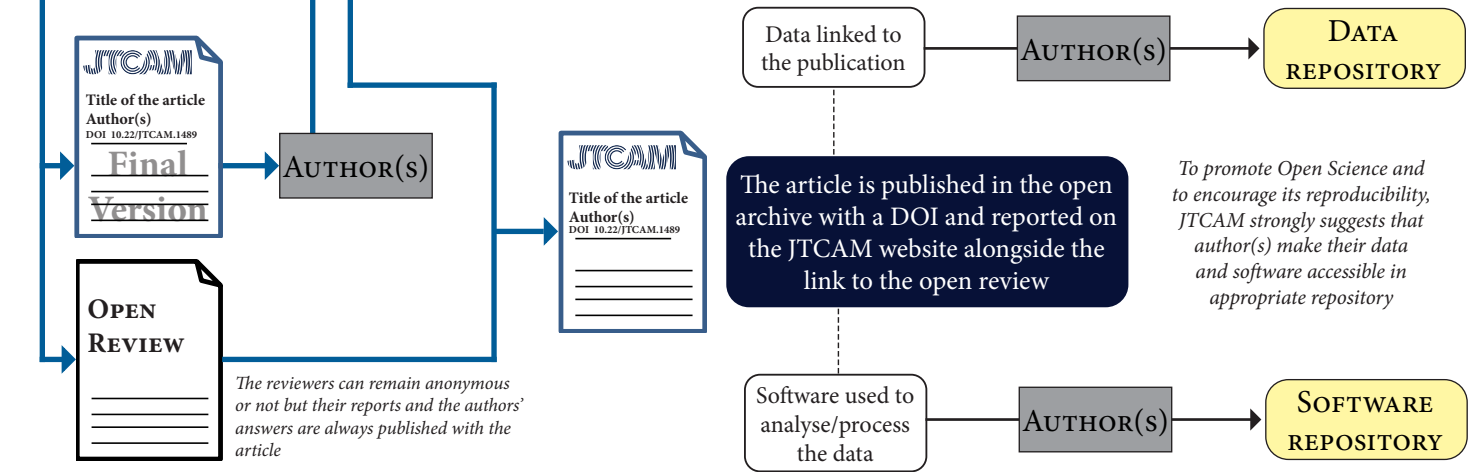 JTCAM
Title of the article
Author(s)
DOI 10.22/JTCAM.1489
Final
Version
Author(s)
Open
Review
The reviewers can remain anonymous
or not but their reports and the authors'
answers are always published with the
article
JTCAM
Title of the article
Author(s)
DOI 10.22/JTCAM.1489
Data linked to
the publication
Author(s)
Data
repository
The article is published in the open
archive with a DOI and reported on
the JTCAM website alongside the
link to the open review
To promote Open Science and
to encourage its reproducibility,
JTCAM strongly suggests that
author(s) make their data
and software accessible in
appropriate repository
Software used to
analyse/process
the data
Author(s)
Software
repository